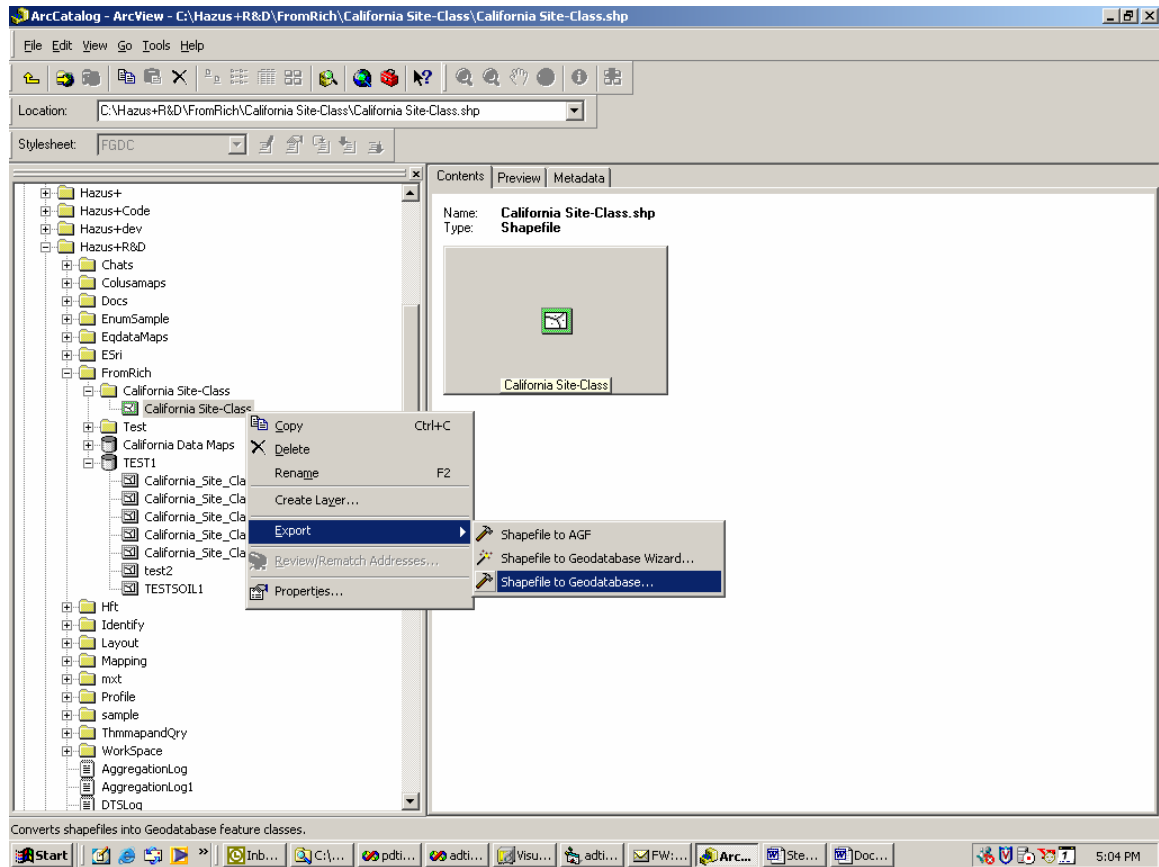 ArcCatalog - ArcView - C:\Hazus+R&D\FromRich\California Site-Class\California Site-Class.shp
File Edit View Go Tools Help
Location: C:\Hazus+R&D\FromRich\California Site-Class\California Site-Class.shp
Stylesheet: FGDC
Hazus+
Hazus+Code
Hazus+dev
Hazus+R&D
Chats
Colusamaps
Docs
EnumSample
EqdataMaps
ESri
FromRich
California Site-Class
California Site-Class
Test
California Data Maps
TEST1
California_Site_Cla
California_Site_Cla
California_Site_Cla
California_Site_Cla
California_Site_Cla
test2
TESTSOIL1
Hft
Identify
Layout
Mapping
mxt
Profile
sample
ThmmapandQry
WorkSpace
AggregationLog
AggregationLog1
DTSLog
Contents Preview Metadata
Name: California Site-Class.shp
Type: Shapefile
California Site-Class
Copy Ctrl+C
Delete
Rename F2
Create Layer...
Export
Review/Rematch Addresses...
Properties...
Shapefile to AGF
Shapefile to Geodatabase Wizard...
Shapefile to Geodatabase...
Converts shapefiles into Geodatabase feature classes.
Start » Inb... C:\... pdti... adti... Visu... adti... FW:... Arc... Ste... Doc... 5:04 PM